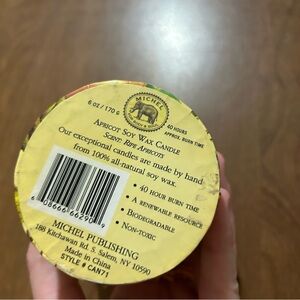 MICHEL
6 oz / 170 g
40 HOURS
APPROX. BURN TIME
APRICOT SOY WAX CANDLE
SCENT: RIPE APRICOTS
Our exceptional candles are made by hand
from 100% all natural soy wax.
• 40 HOUR BURN TIME
• A RENEWABLE RESOURCE
• BIODEGRADABLE
• NON-TOXIC
MICHEL PUBLISHING
188 Kitchawan Rd. S. Salem, NY 10590
Made in China
STYLE # CAN71